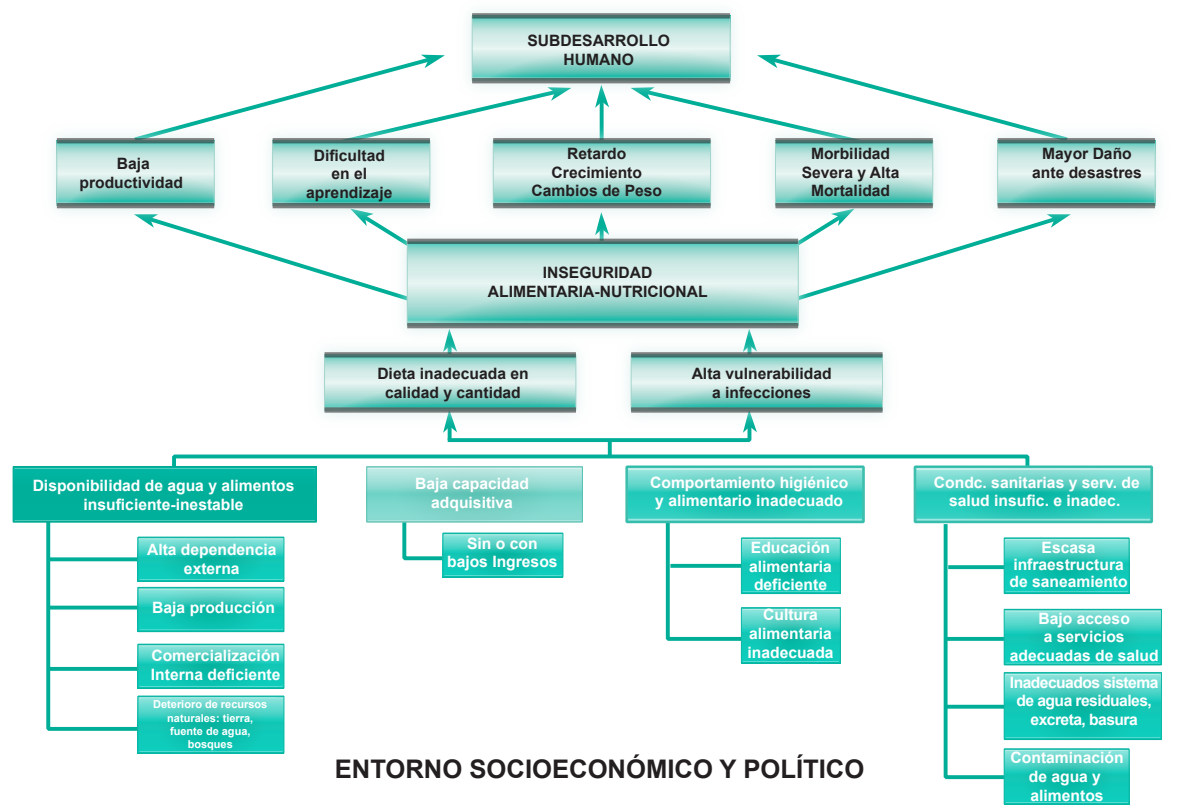 SUBDESARROLLO
HUMANO
Baja
productividad
Dificultad
en el
aprendizaje
Retardo
Crecimiento
Cambios de Peso
Morbilidad
Severa y Alta
Mortalidad
Mayor Daño
ante desastres
INSEGURIDAD
ALIMENTARIA-NUTRICIONAL
Dieta inadecuada en
calidad y cantidad
Alta vulnerabilidad
a infecciones
Disponibilidad de agua y alimentos
insuficiente-inestable
Baja capacidad
adquisitiva
Comportamiento higiénico
y alimentario inadecuado
Condc. sanitarias y serv. de
salud insufic. e inadec.
Alta dependencia
externa
Baja producción
Comercialización
Interna deficiente
Deterioro de recursos
naturales: tierra,
fuente de agua,
bosques
Sin o con
bajos Ingresos
Educación
alimentaria
deficiente
Cultura
alimentaria
inadecuada
Escasa
infraestructura
de saneamiento
Bajo acceso
a servicios
adecuadas de salud
Inadecuados sistema
de agua residuales,
excreta, basura
Contaminación
de agua y
alimentos
ENTORNO SOCIOECONÓMICO Y POLÍTICO